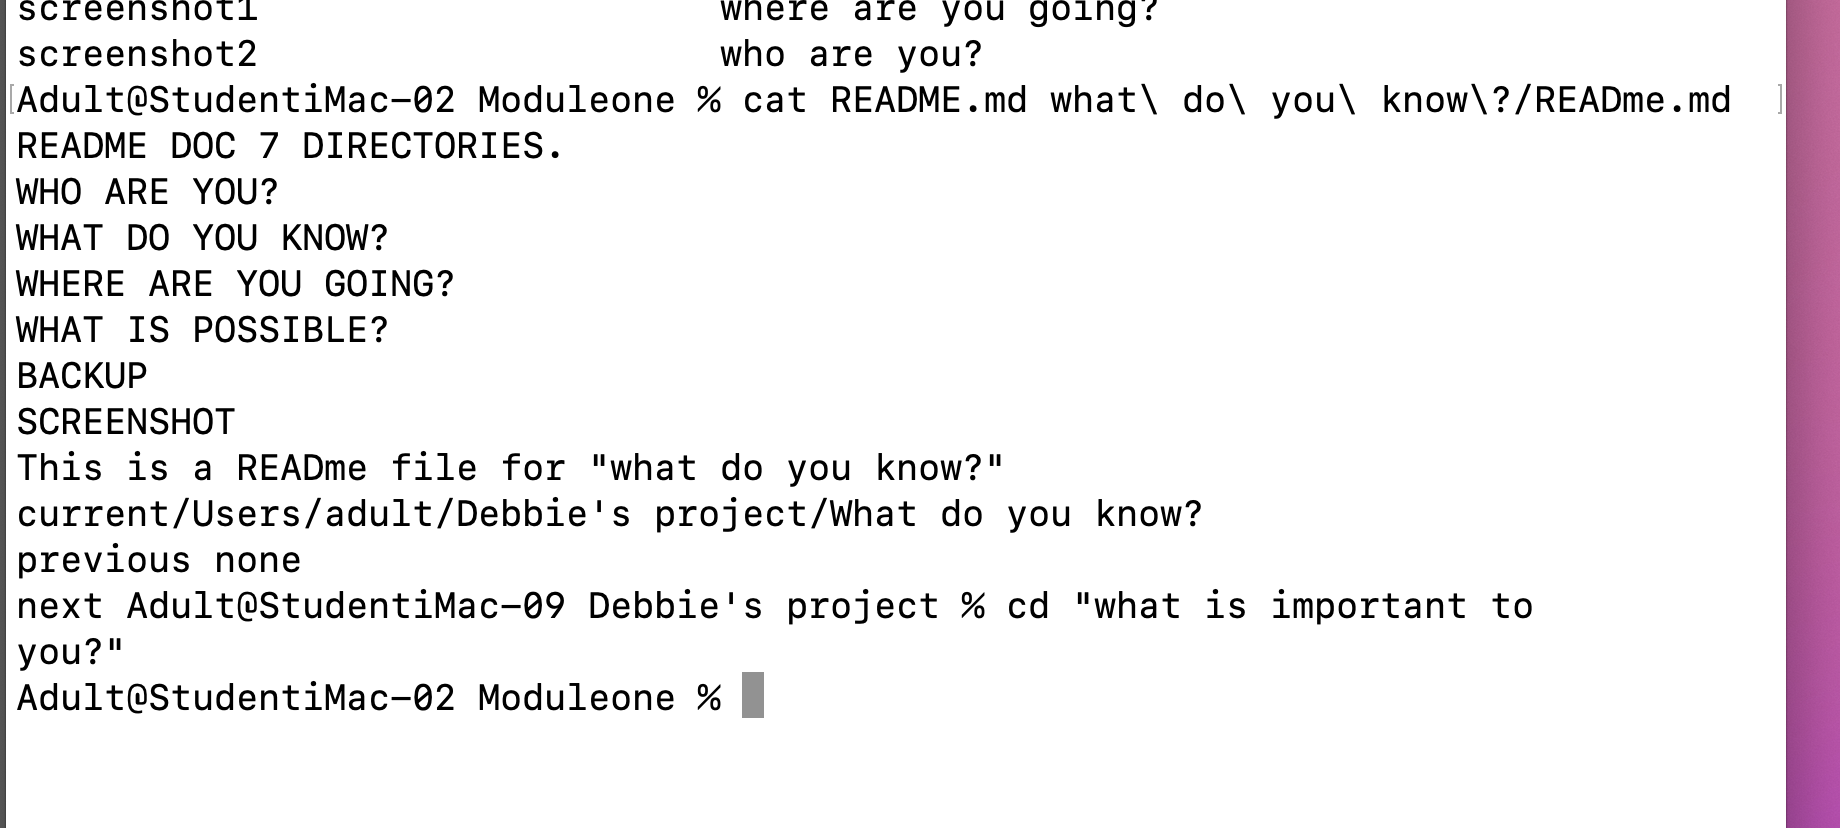 screenshot1 where are you going?
screenshot2 who are you?
[Adult@StudentiMac-02 Moduleone % cat README.md what\ do\ you\ know\?/READme.md ]
README DOC 7 DIRECTORIES.
WHO ARE YOU?
WHAT DO YOU KNOW?
WHERE ARE YOU GOING?
WHAT IS POSSIBLE?
BACKUP
SCREENSHOT
This is a READme file for "what do you know?"
current/Users/adult/Debbie's project/What do you know?
previous none
next Adult@StudentiMac-09 Debbie's project % cd "what is important to
you?"
Adult@StudentiMac-02 Moduleone %